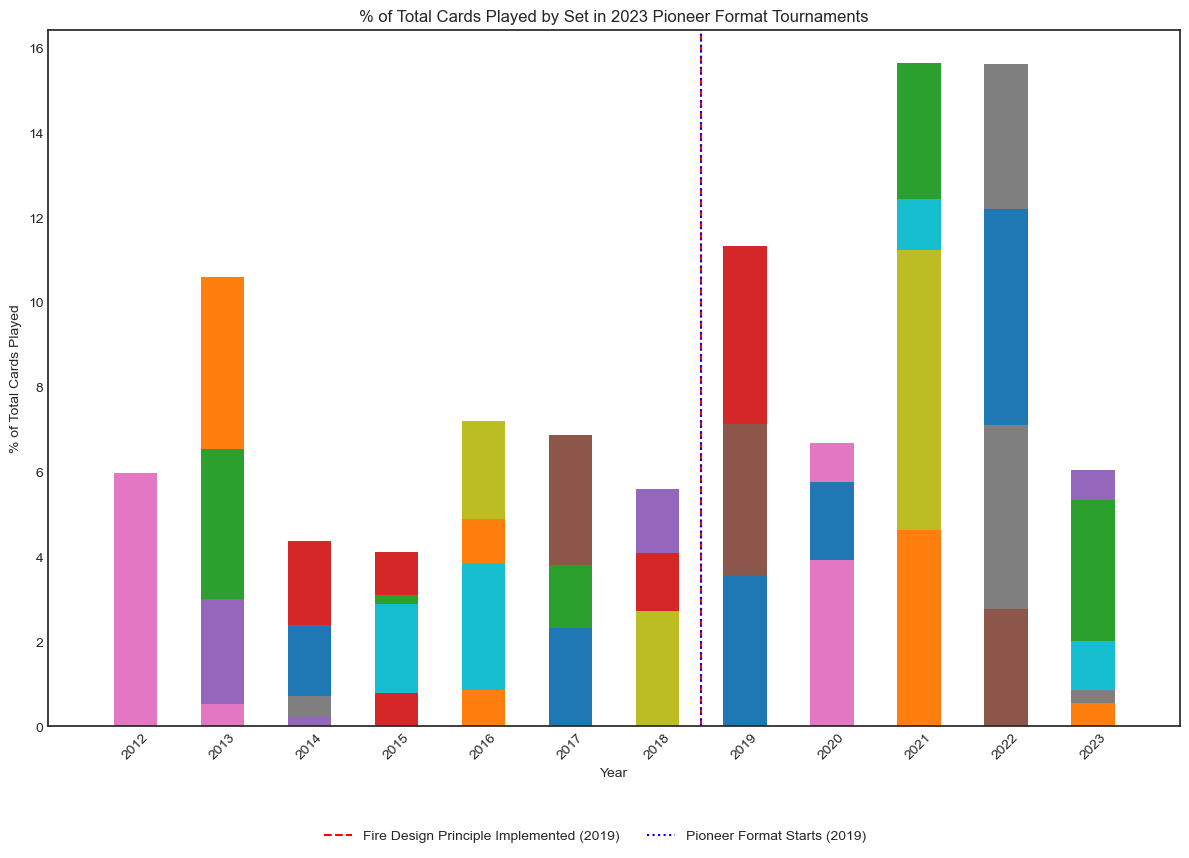 % of Total Cards Played by Set in 2023 Pioneer Format Tournaments
% of Total Cards Played
16
14
12
10
8
6
4
2
0
2012 2013 2014 2015 2016 2017 2018 2019 2020 2021 2022 2023
Year
Fire Design Principle Implemented (2019) Pioneer Format Starts (2019)